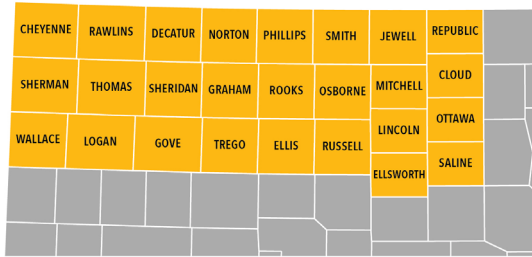 CHEYENNE RAWLINS DECATUR NORTON PHILLIPS SMITH JEWELL REPUBLIC
SHERMAN THOMAS SHERIDAN GRAHAM ROOKS OSBORNE MITCHELL CLOUD
WALLACE LOGAN GOVE TREGO ELLIS RUSSELL LINCOLN OTTAWA
ELLSWORTH SALINE